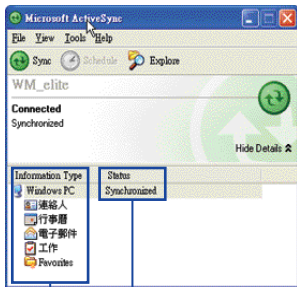 Microsoft ActiveSync
File View Tools Help
Sync Schedule Explore
WM_elite
Connected
Synchronized
Hide Details
Information Type Status
Windows PC Synchronized
連絡人
行事曆
電子郵件
工作
Favorites